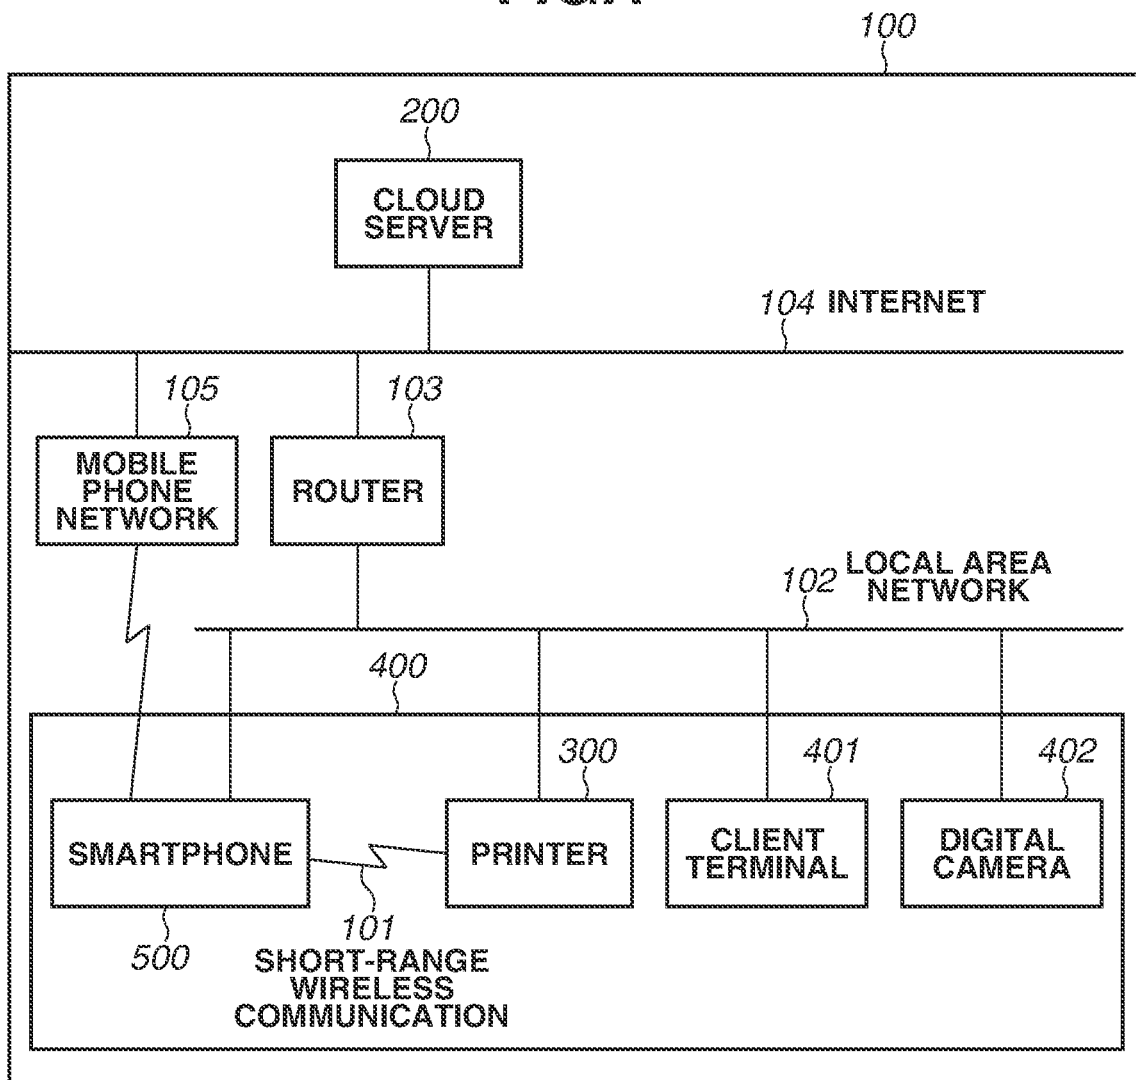 100
200
CLOUD
SERVER
104 INTERNET
105
103
MOBILE
PHONE
NETWORK
ROUTER
LOCAL AREA
102 NETWORK
400
300
401
402
SMARTPHONE
PRINTER
CLIENT
TERMINAL
DIGITAL
CAMERA
500
101
SHORT-RANGE
WIRELESS
COMMUNICATION